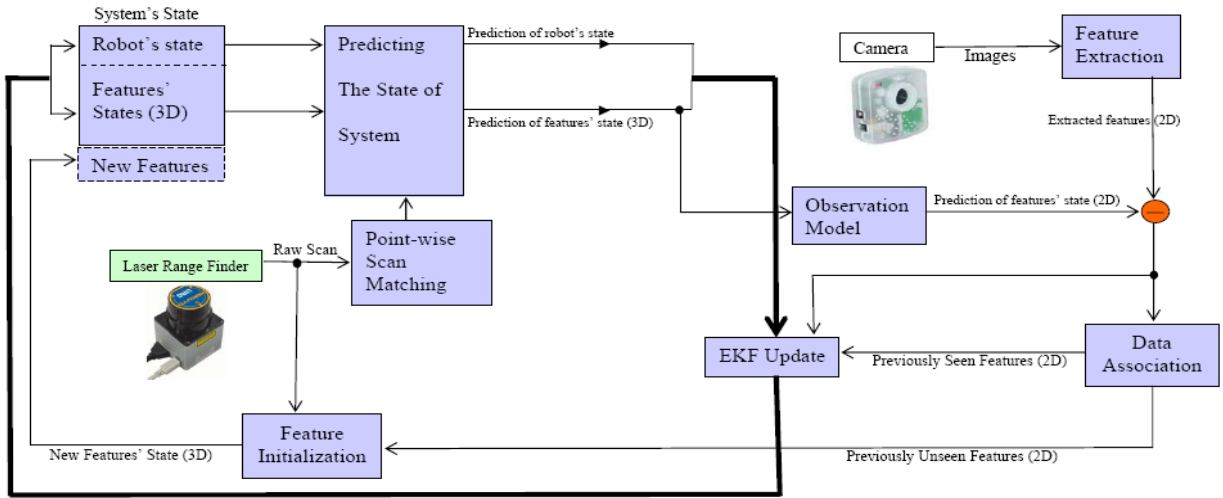 System's State
Robot's state
Features'
States (3D)
New Features
Predicting
The State of
System
Prediction of robot's state
Prediction of features' state (3D)
Camera
Images
Feature
Extraction
Extracted features (2D)
Observation
Model
Prediction of features' state (2D)
Laser Range Finder
Raw Scan
Point-wise
Scan
Matching
EKF Update
Previously Seen Features (2D)
Data
Association
Feature
Initialization
New Features' State (3D)
Previously Unseen Features (2D)